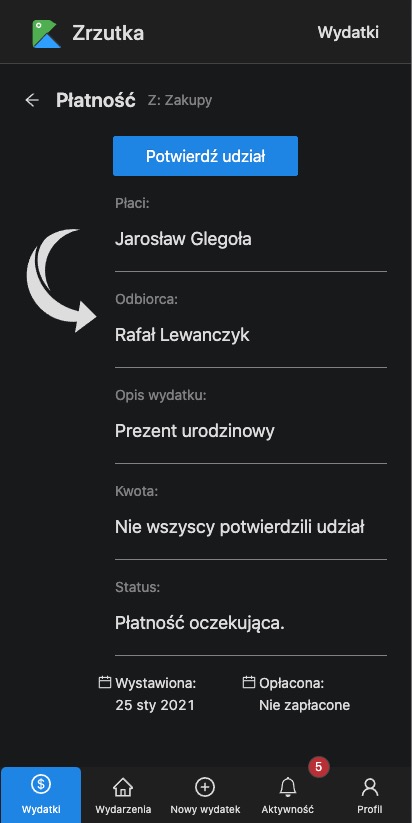 Zrzutka
Wydatki
Płatność Z: Zakupy
Potwierdź udział
Płaci:
Jarosław Glegoła
Odbiorca:
Rafał Lewanczyk
Opis wydatku:
Prezent urodzinowy
Kwota:
Nie wszyscy potwierdzili udział
Status:
Płatność oczekująca.
Wystawiona:
25 sty 2021
Opłacona:
Nie zapłacone
$
Wydatki
Wydarzenia
Nowy wydatek
5
Aktywność
Profil